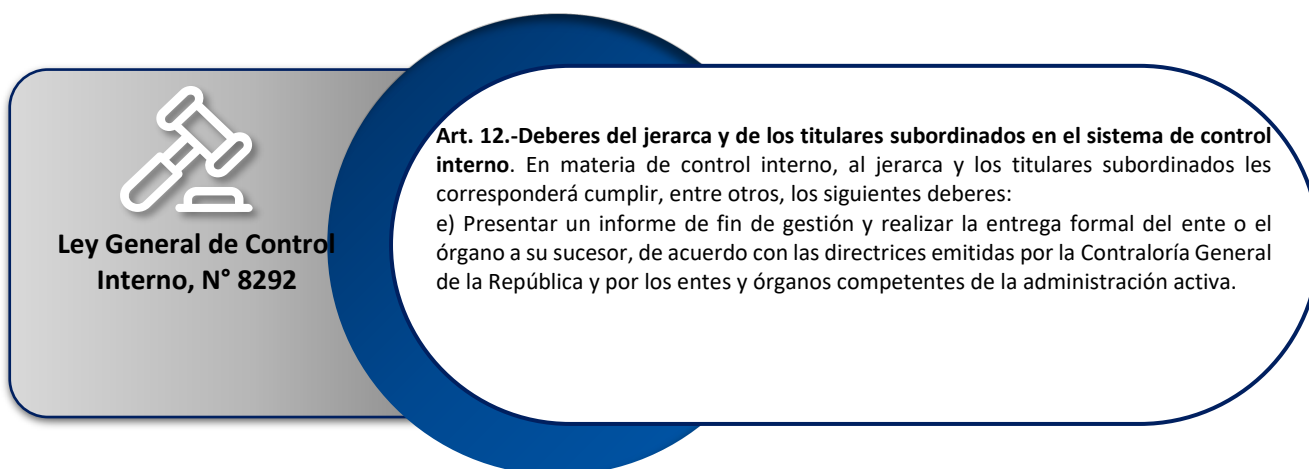 Ley General de Control
Interno, N° 8292
Art. 12.-Deberes del jerarca y de los titulares subordinados en el sistema de control
interno. En materia de control interno, al jerarca y los titulares subordinados les
corresponderá cumplir, entre otros, los siguientes deberes:
e) Presentar un informe de fin de gestión y realizar la entrega formal del ente o el
órgano a su sucesor, de acuerdo con las directrices emitidas por la Contraloría General
de la República y por los entes y órganos competentes de la administración activa.